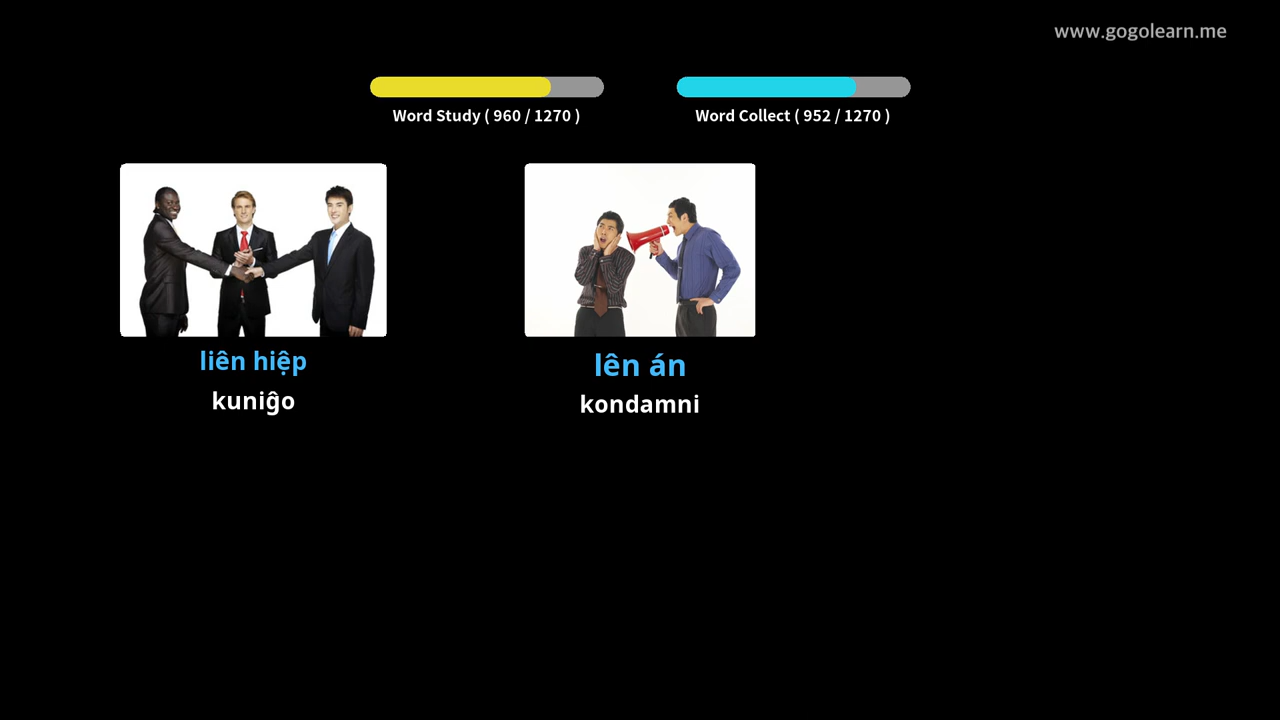 www.gogolearn.me
Word Study ( 960 / 1270 )
Word Collect ( 952 / 1270 )
liên hiệp
kuniĝo
lên án
kondamni